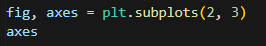 fig, axes = plt.subplots(2, 3)
axes